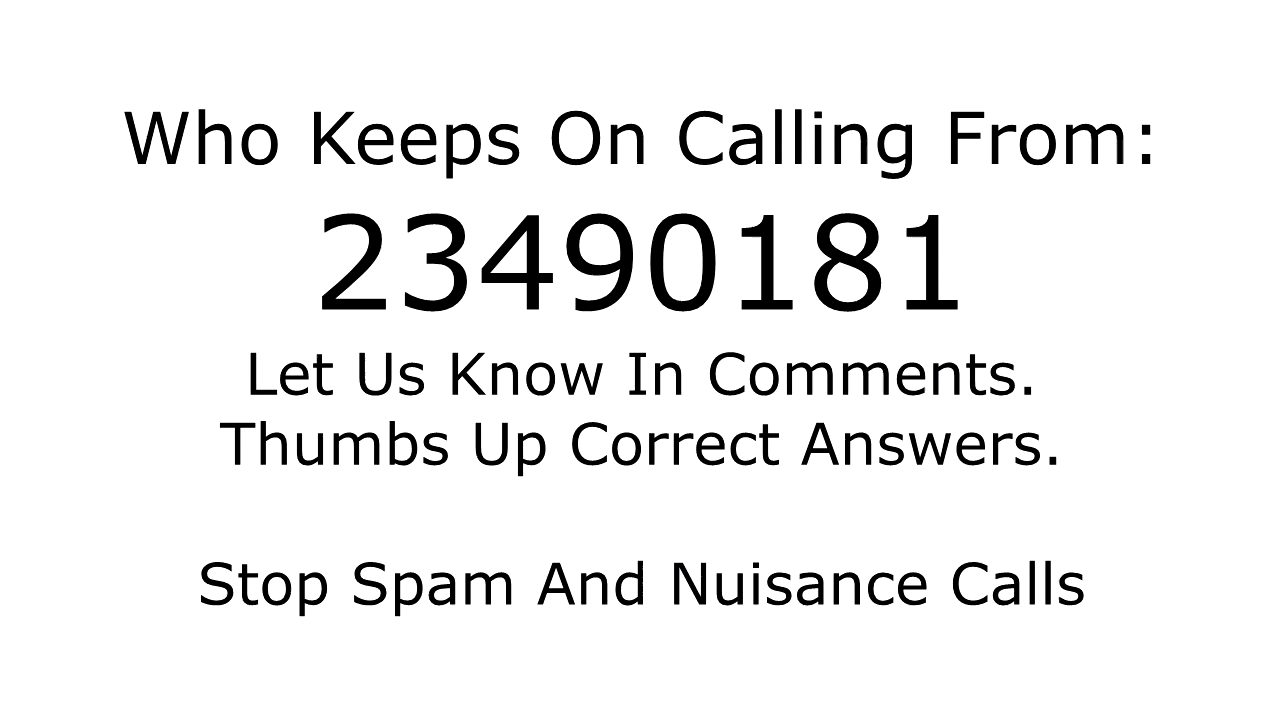 Who Keeps On Calling From:
23490181
Let Us Know In Comments.
Thumbs Up Correct Answers.
Stop Spam And Nuisance Calls